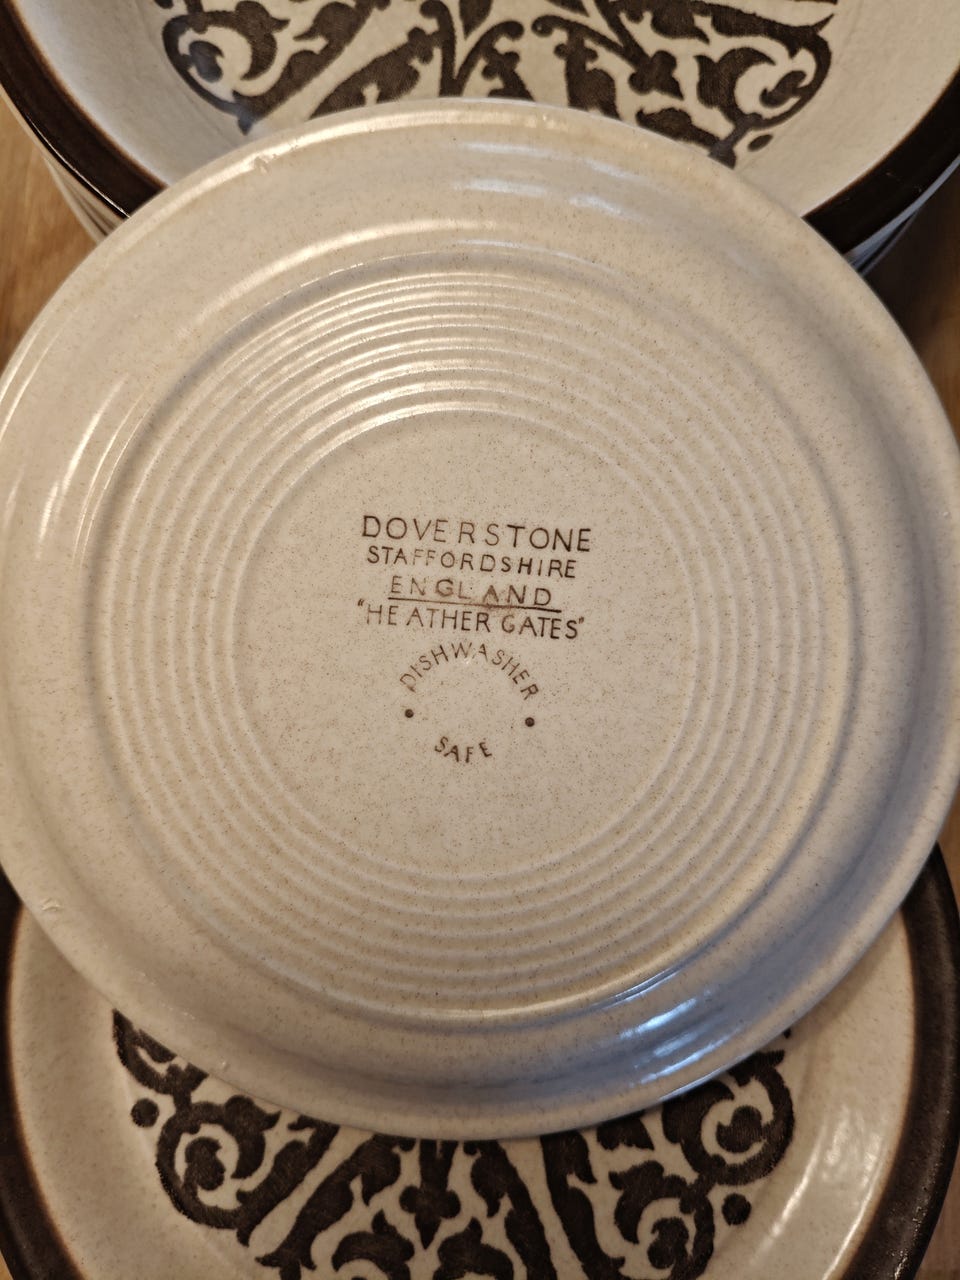 DOVERSTONE
STAFFORDSHIRE
ENGLAND
"HEATHER GATES"
DISHWASHER
SAFE